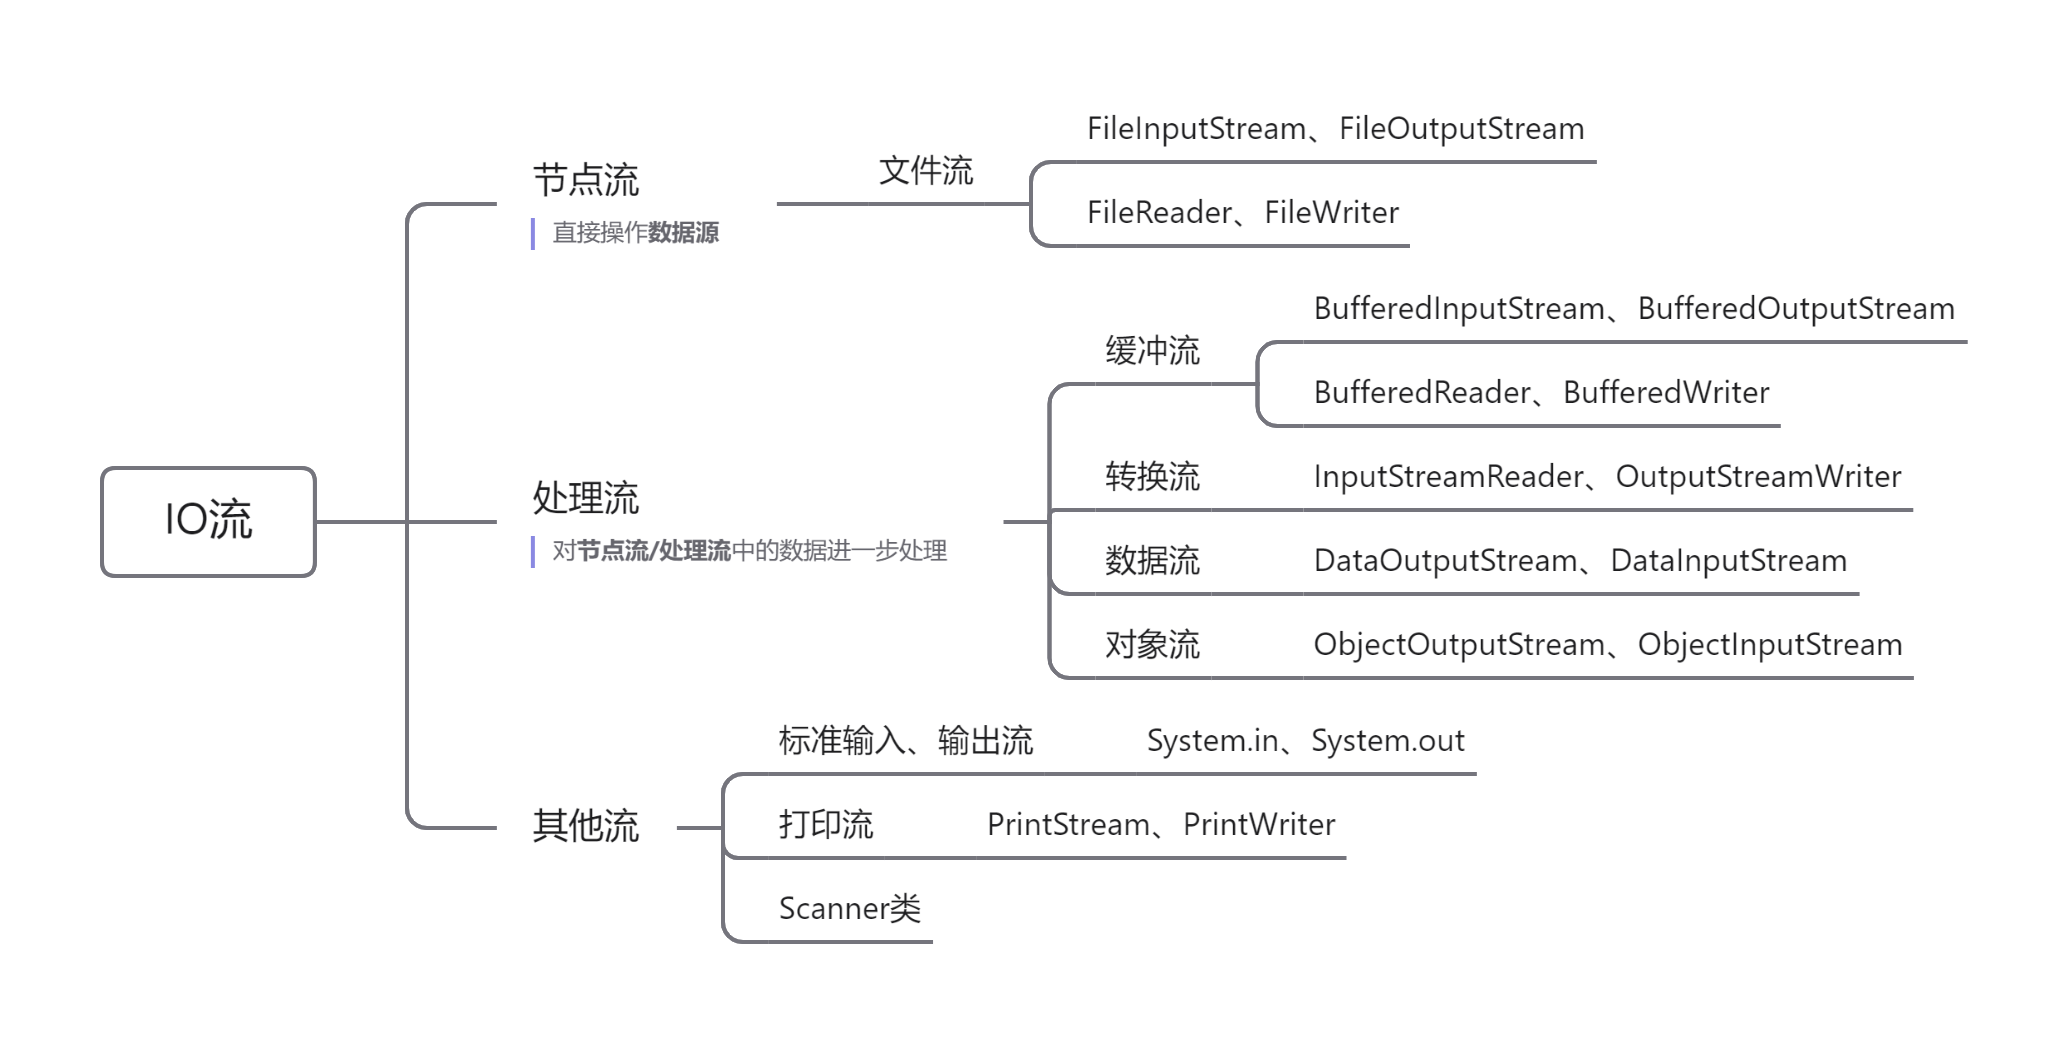 IO流
节点流
直接操作数据源
文件流
FileInputStream、FileOutputStream
FileReader、FileWriter
处理流
对节点流/处理流中的数据进一步处理
缓冲流
BufferedInputStream、BufferedOutputStream
BufferedReader、BufferedWriter
转换流
InputStreamReader、OutputStreamWriter
数据流
DataOutputStream、DataInputStream
对象流
ObjectOutputStream、ObjectInputStream
其他流
标准输入、输出流
System.in、System.out
打印流
PrintStream、PrintWriter
Scanner类